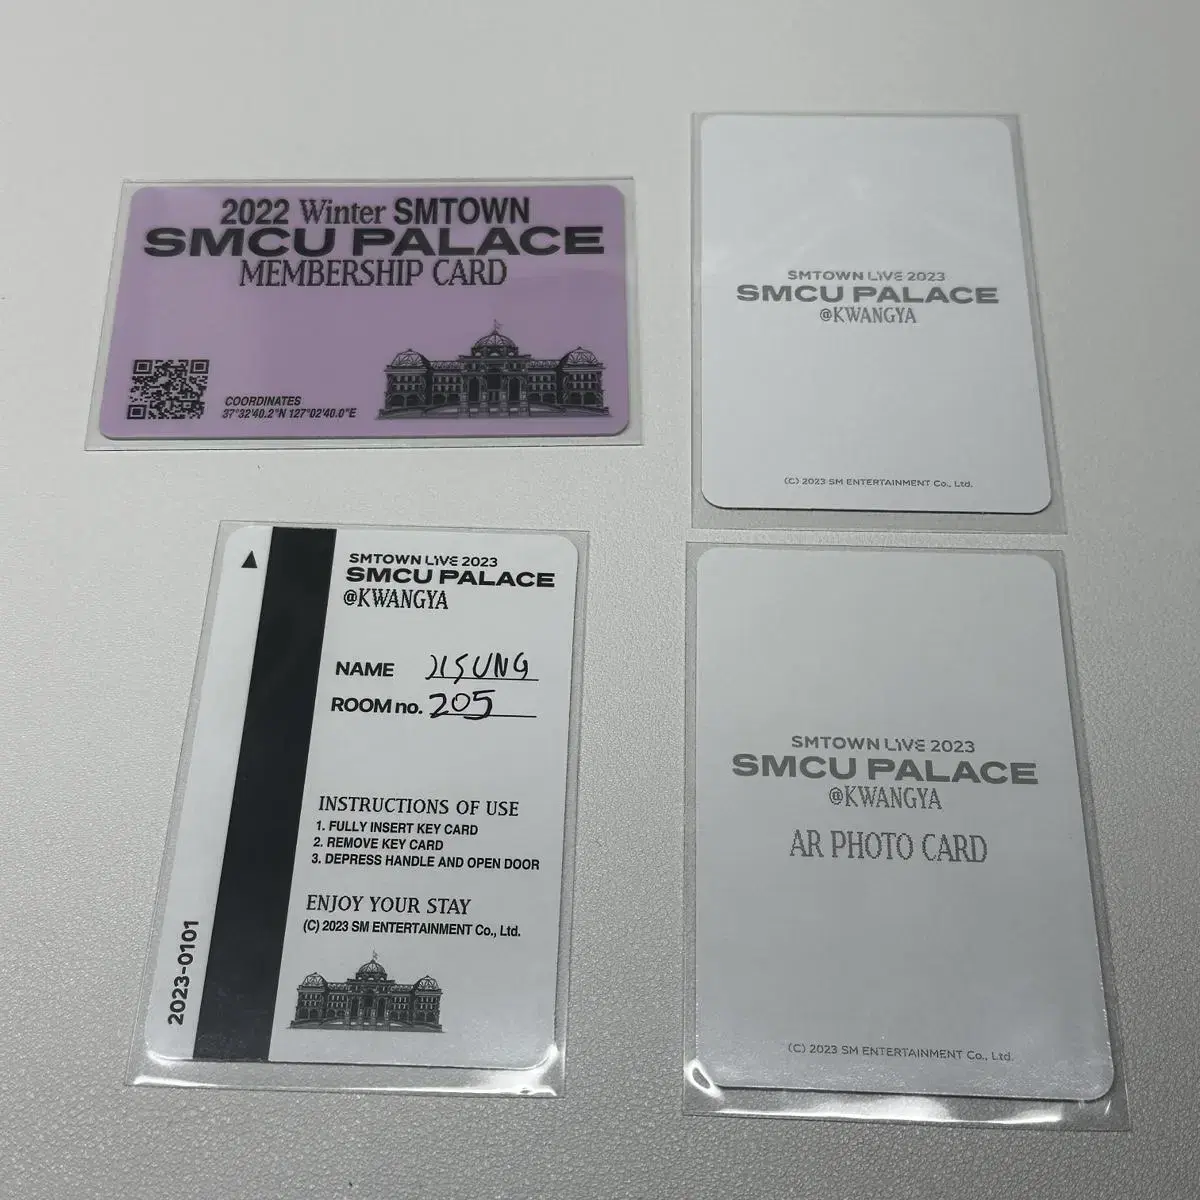 2022 Winter SMTOWN
SMCU PALACE
MEMBERSHIP CARD
COORDINATES
37°32'40.2"N 127°02'40.0"E
SMTOWN LIVE 2023
SMCU PALACE
@KWANGYA
(C) 2023 SM ENTERTAINMENT Co., Ltd.
SMTOWN LIVE 2023
SMCU PALACE
@KWANGYA
NAME JISUNG
ROOM no. 205
INSTRUCTIONS OF USE
1. FULLY INSERT KEY CARD
2. REMOVE KEY CARD
3. DEPRESS HANDLE AND OPEN DOOR
ENJOY YOUR STAY
(C) 2023 SM ENTERTAINMENT Co., Ltd.
2023-0101
SMTOWN LIVE 2023
SMCU PALACE
@KWANGYA
AR PHOTO CARD
(C) 2023 SM ENTERTAINMENT Co., Ltd.